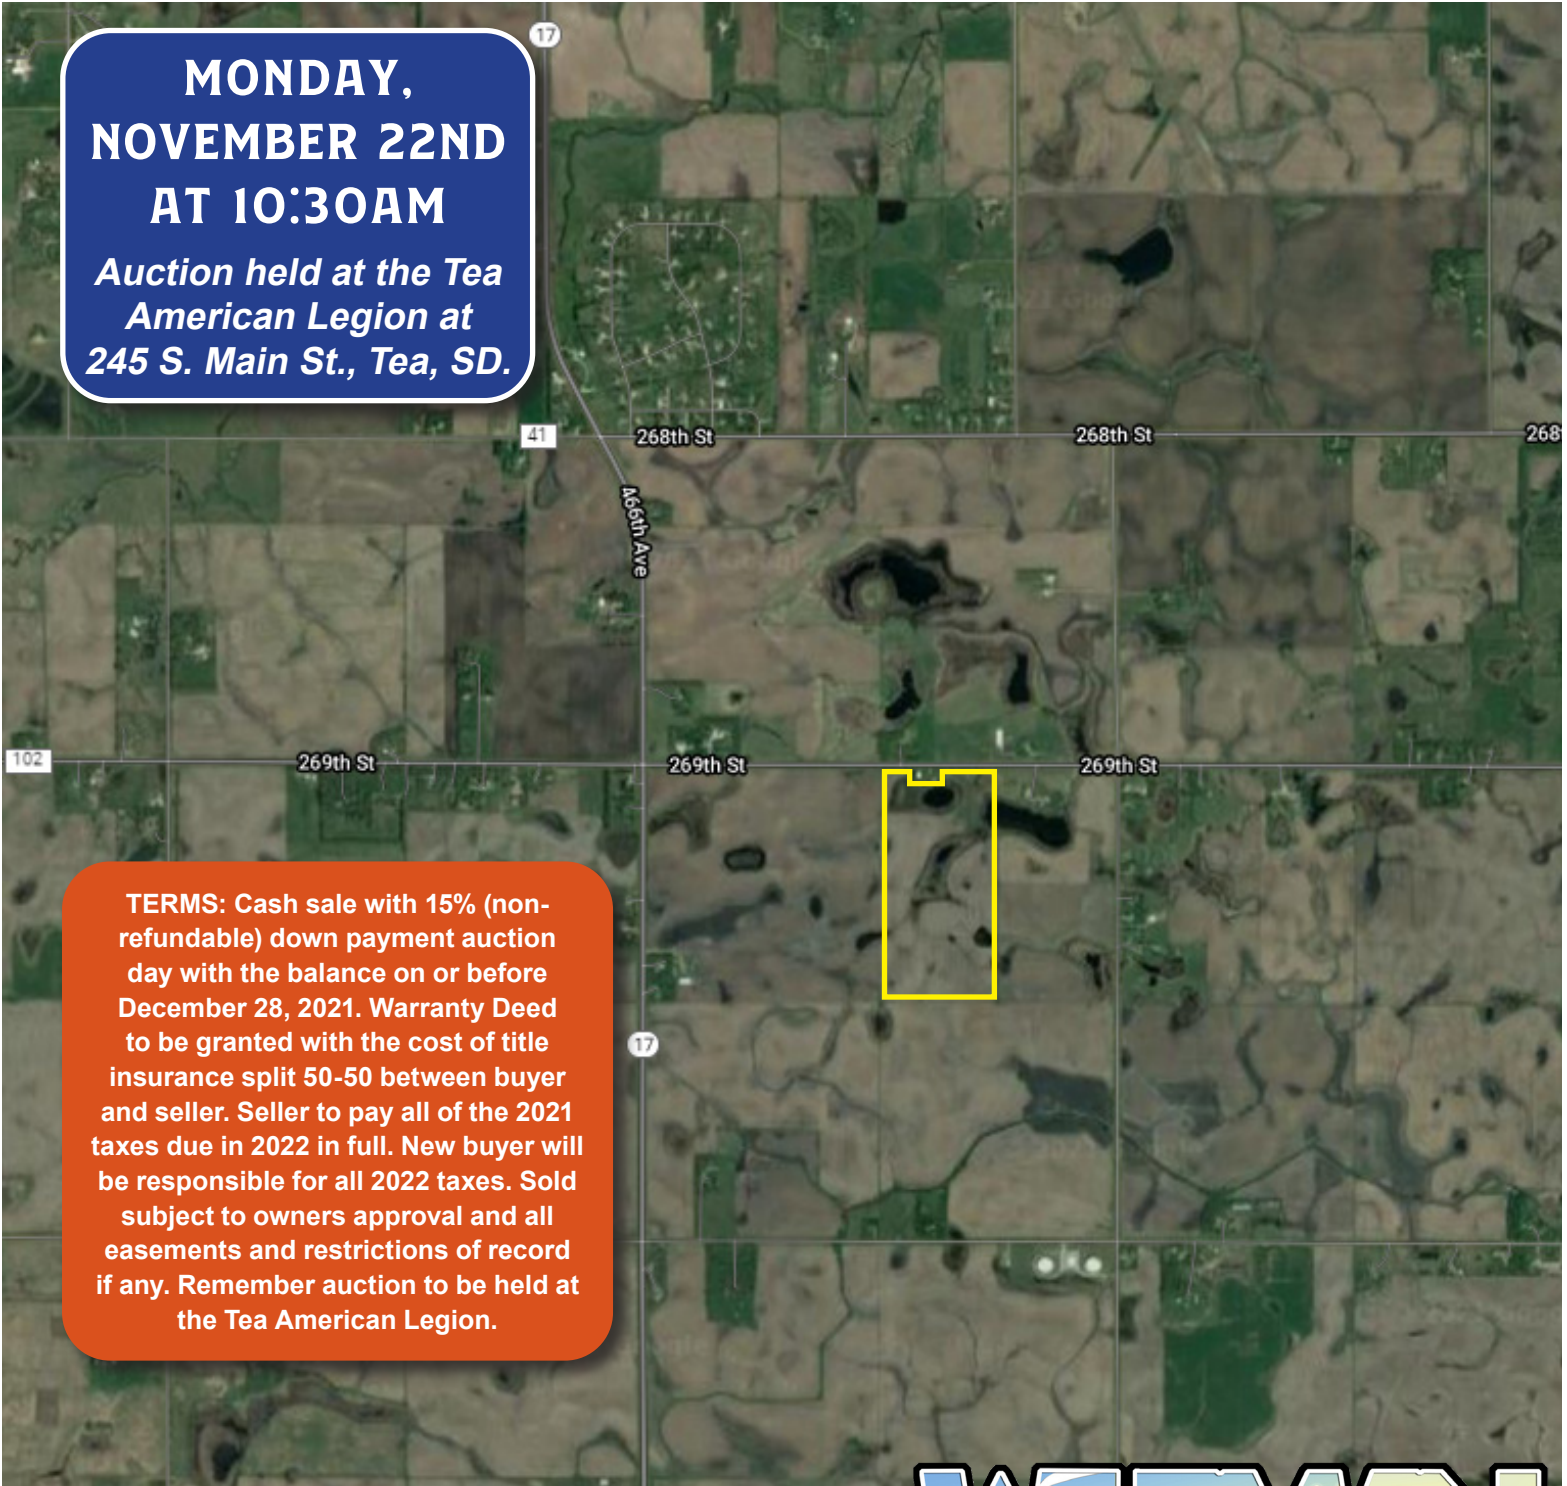 17
MONDAY,
NOVEMBER 22ND
AT 10:30AM
Auction held at the Tea
American Legion at
245 S. Main St., Tea, SD.
41
268th St
268th St
268
466th Ave
102
269th St
269th St
269th St
TERMS: Cash sale with 15% (non-
refundable) down payment auction
day with the balance on or before
December 28, 2021. Warranty Deed
to be granted with the cost of title
insurance split 50-50 between buyer
and seller. Seller to pay all of the 2021
taxes due in 2022 in full. New buyer will
be responsible for all 2022 taxes. Sold
subject to owners approval and all
easements and restrictions of record
if any. Remember auction to be held at
the Tea American Legion.
17